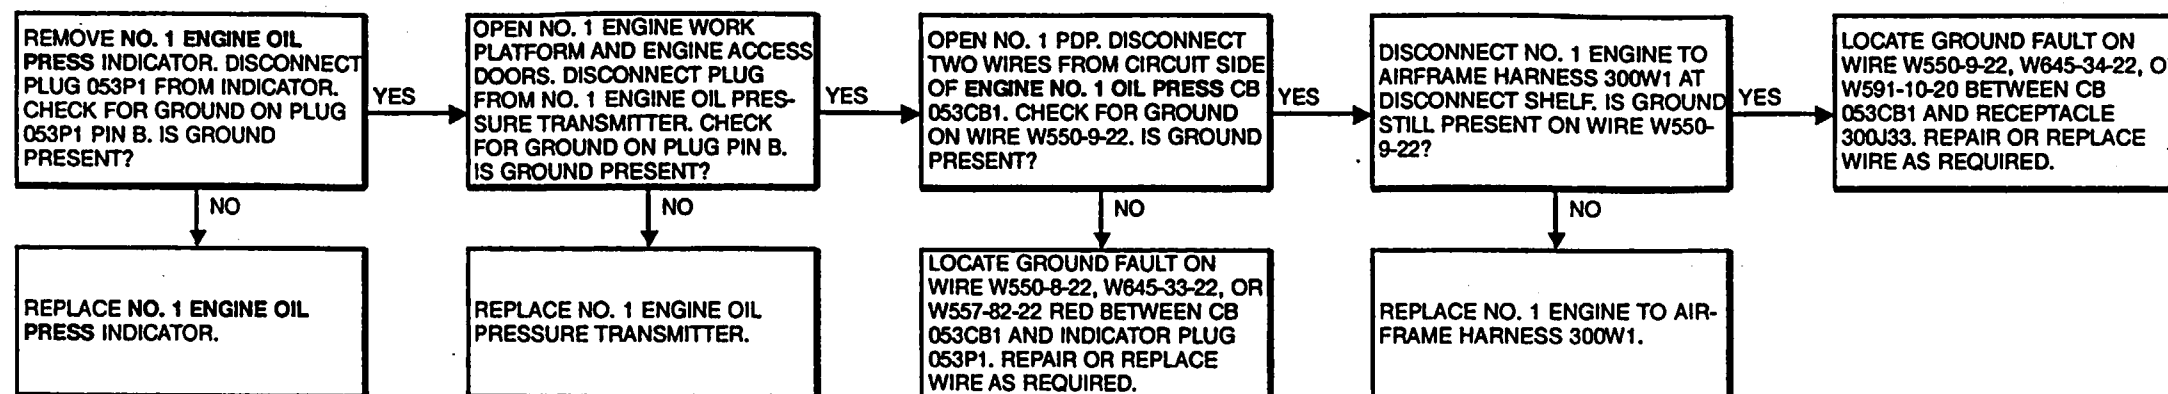 REMOVE NO. 1 ENGINE OIL
PRESS INDICATOR. DISCONNECT
PLUG 053P1 FROM INDICATOR.
CHECK FOR GROUND ON PLUG
053P1 PIN B. IS GROUND
PRESENT?
YES
OPEN NO. 1 ENGINE WORK
PLATFORM AND ENGINE ACCESS
DOORS. DISCONNECT PLUG
FROM NO. 1 ENGINE OIL PRES-
SURE TRANSMITTER. CHECK
FOR GROUND ON PLUG PIN B.
IS GROUND PRESENT?
YES
OPEN NO. 1 PDP. DISCONNECT
TWO WIRES FROM CIRCUIT SIDE
OF ENGINE NO. 1 OIL PRESS CB
053CB1. CHECK FOR GROUND
ON WIRE W550-9-22. IS GROUND
PRESENT?
YES
DISCONNECT NO. 1 ENGINE TO
AIRFRAME HARNESS 300W1 AT
DISCONNECT SHELF. IS GROUND
STILL PRESENT ON WIRE W550-
9-22?
YES
LOCATE GROUND FAULT ON
WIRE W550-9-22, W645-34-22, O
W591-10-20 BETWEEN CB
053CB1 AND RECEPTACLE
300J33. REPAIR OR REPLACE
WIRE AS REQUIRED.
NO
NO
NO
NO
REPLACE NO. 1 ENGINE OIL
PRESS INDICATOR.
REPLACE NO. 1 ENGINE OIL
PRESSURE TRANSMITTER.
LOCATE GROUND FAULT ON
WIRE W550-8-22, W645-33-22, OR
W557-82-22 RED BETWEEN CB
053CB1 AND INDICATOR PLUG
053P1. REPAIR OR REPLACE
WIRE AS REQUIRED.
REPLACE NO. 1 ENGINE TO AIR-
FRAME HARNESS 300W1.